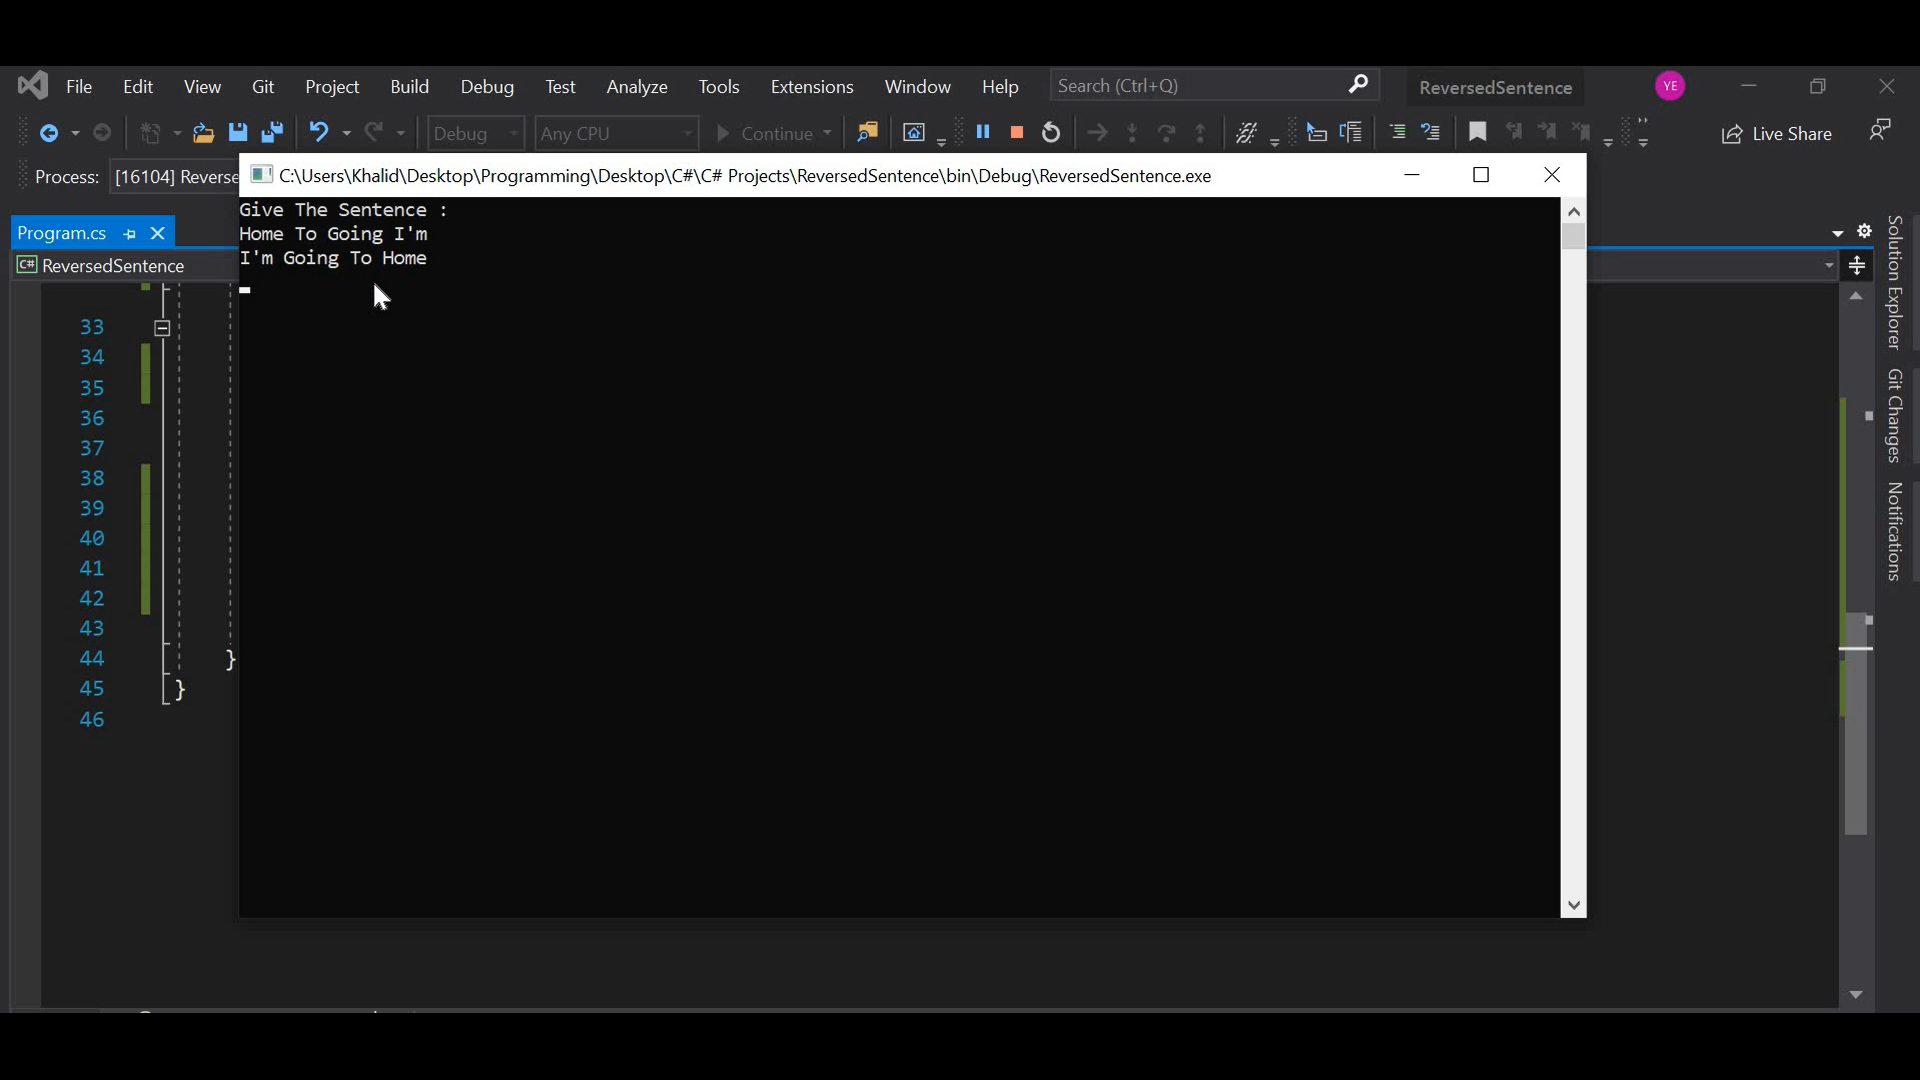 File Edit View Git Project Build Debug Test Analyze Tools Extensions Window Help Search (Ctrl+Q) ReversedSentence YE
Debug Any CPU Continue Live Share
Process: [16104] Reverse
C:\Users\Khalid\Desktop\Programming\Desktop\C#\C# Projects\ReversedSentence\bin\Debug\ReversedSentence.exe
Give The Sentence :
Home To Going I'm
I'm Going To Home
Program.cs
C# ReversedSentence
33
34
35
36
37
38
39
40
41
42
43
44 }
45 }
46
Solution Explorer
Git Changes
Notifications